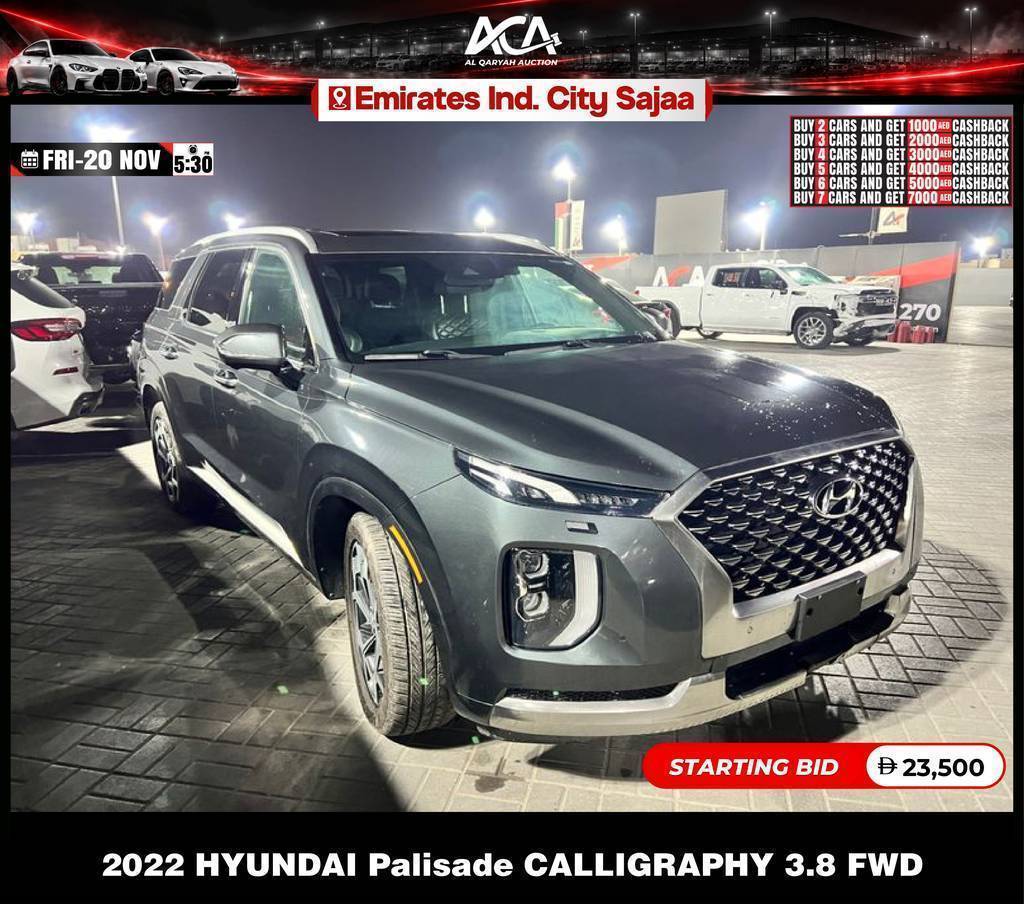 ACA
AL QARYAH AUCTION
Emirates Ind. City Sajaa
FRI-20 NOV 5:30
BUY 2 CARS AND GET 1000 AED CASHBACK
BUY 3 CARS AND GET 2000 AED CASHBACK
BUY 4 CARS AND GET 3000 AED CASHBACK
BUY 5 CARS AND GET 4000 AED CASHBACK
BUY 6 CARS AND GET 5000 AED CASHBACK
BUY 7 CARS AND GET 7000 AED CASHBACK
ACA
270
STARTING BID 23,500
2022 HYUNDAI Palisade CALLIGRAPHY 3.8 FWD